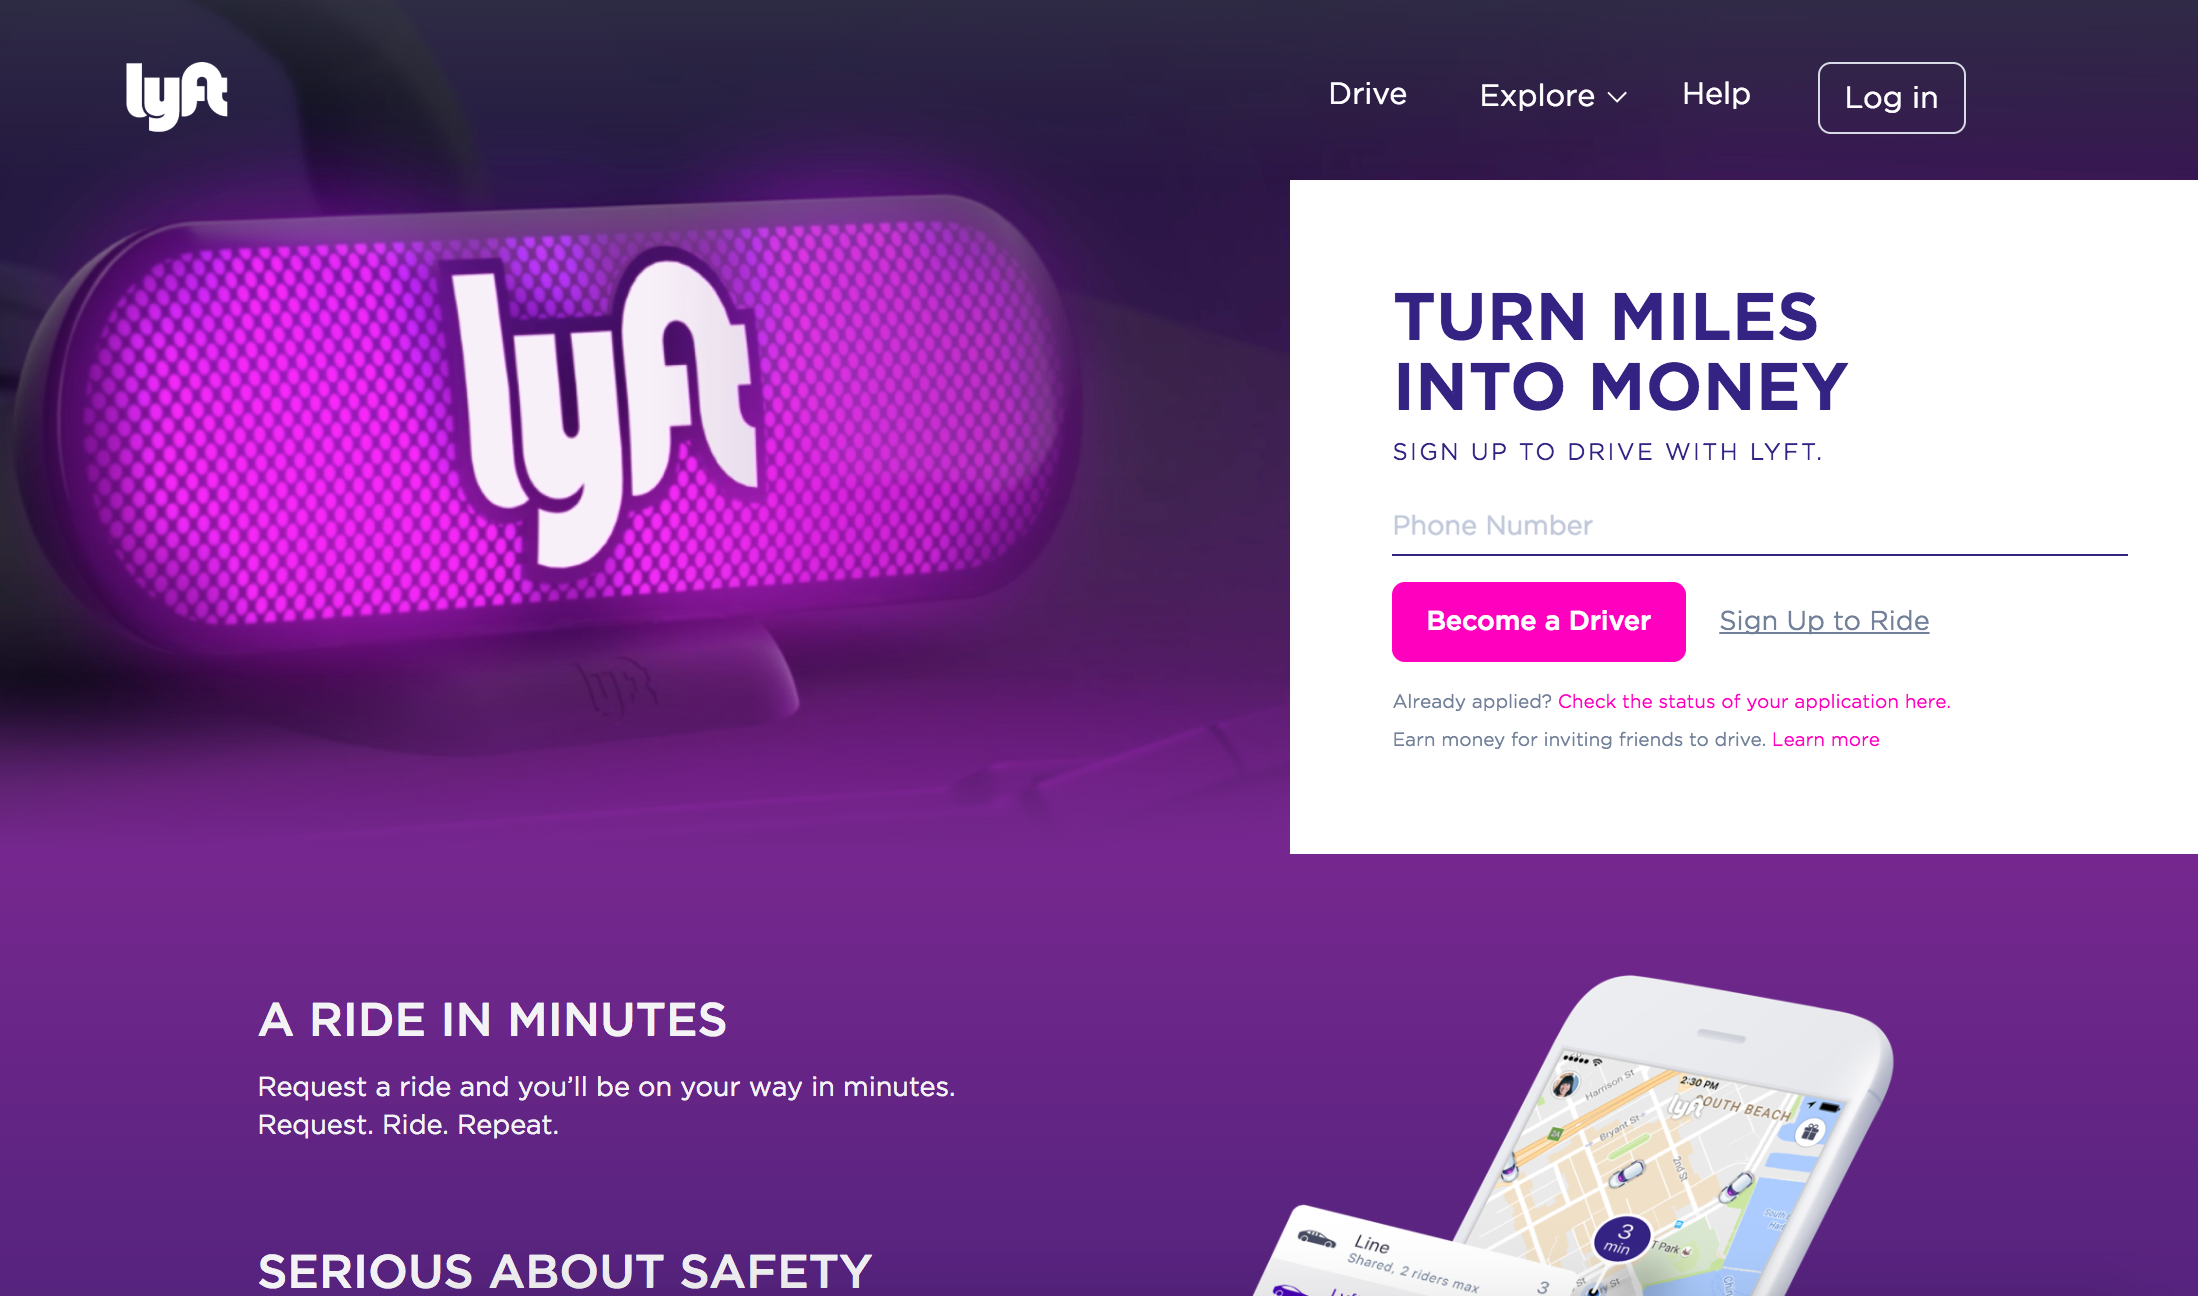 lyft
Drive
Explore
Help
Log in
lyft
lyft
TURN MILES
INTO MONEY
SIGN UP TO DRIVE WITH LYFT.
Phone Number
Become a Driver
Sign Up to Ride
Already applied? Check the status of your application here.
Earn money for inviting friends to drive. Learn more
A RIDE IN MINUTES
Request a ride and you’ll be on your way in minutes.
Request. Ride. Repeat.
SERIOUS ABOUT SAFETY
2:30 PM
Harrison St
lyft
SOUTH BEACH
Bryant St
2nd St
3
min
Line
Shared, 2 riders max
3